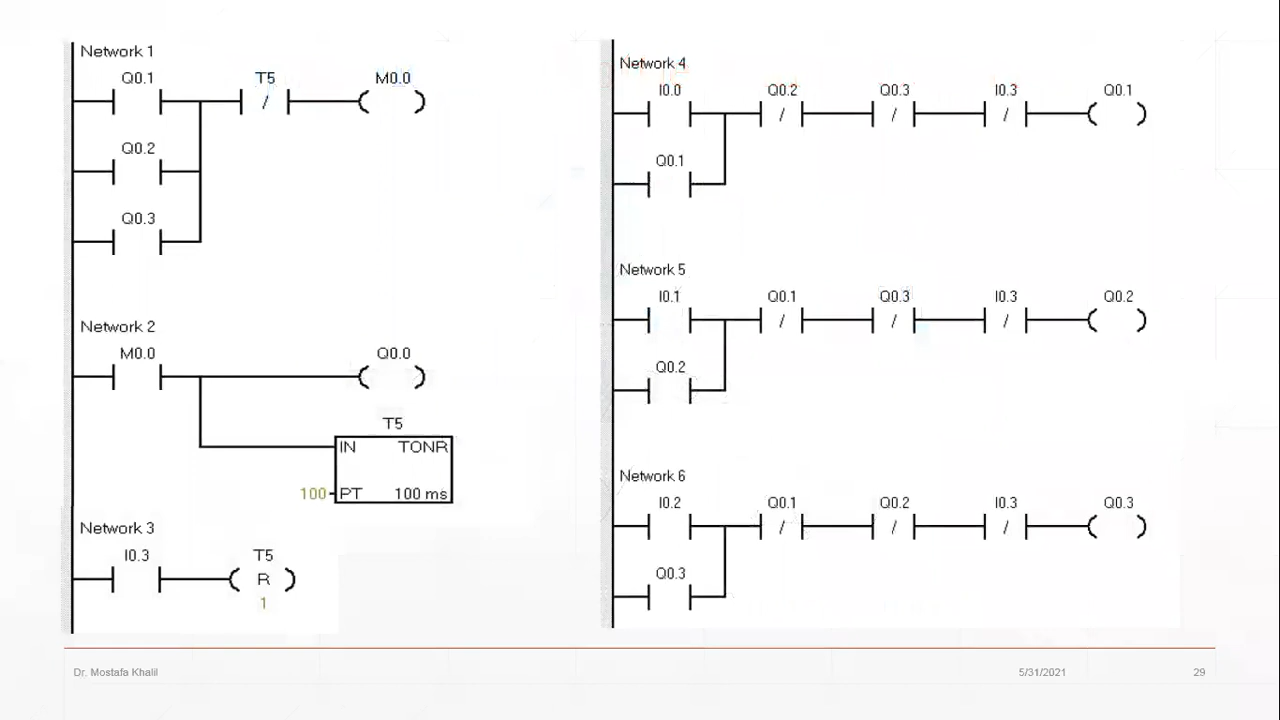 Network 1
Q0.1 T5 M0.0
/
Q0.2
Q0.3
Network 2
M0.0 Q0.0
T5
IN TONR
100 PT 100 ms
Network 3
I0.3 T5
R
1
Network 4
I0.0 Q0.2 Q0.3 I0.3 Q0.1
/ / /
Q0.1
Network 5
I0.1 Q0.1 Q0.3 I0.3 Q0.2
/ / /
Q0.2
Network 6
I0.2 Q0.1 Q0.2 I0.3 Q0.3
/ / /
Q0.3
Dr. Mostafa Khalil 5/31/2021 29